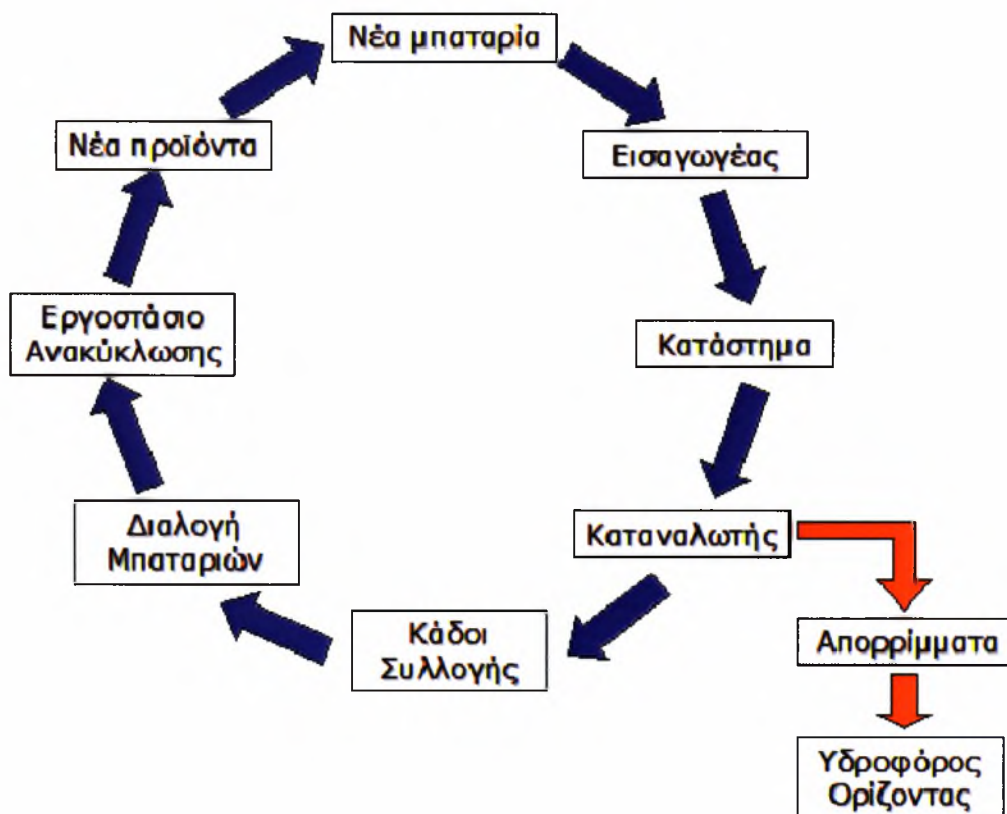 Νέα μπαταρία
Εισαγωγέας
Κατάστημα
Καταναλωτής
Απορρίμματα
Υδροφόρος
Ορίζοντας
Κάδοι
Συλλογής
Διαλογή
Μπαταριών
Εργοστάσιο
Ανακύκλωσης
Νέα προϊόντα